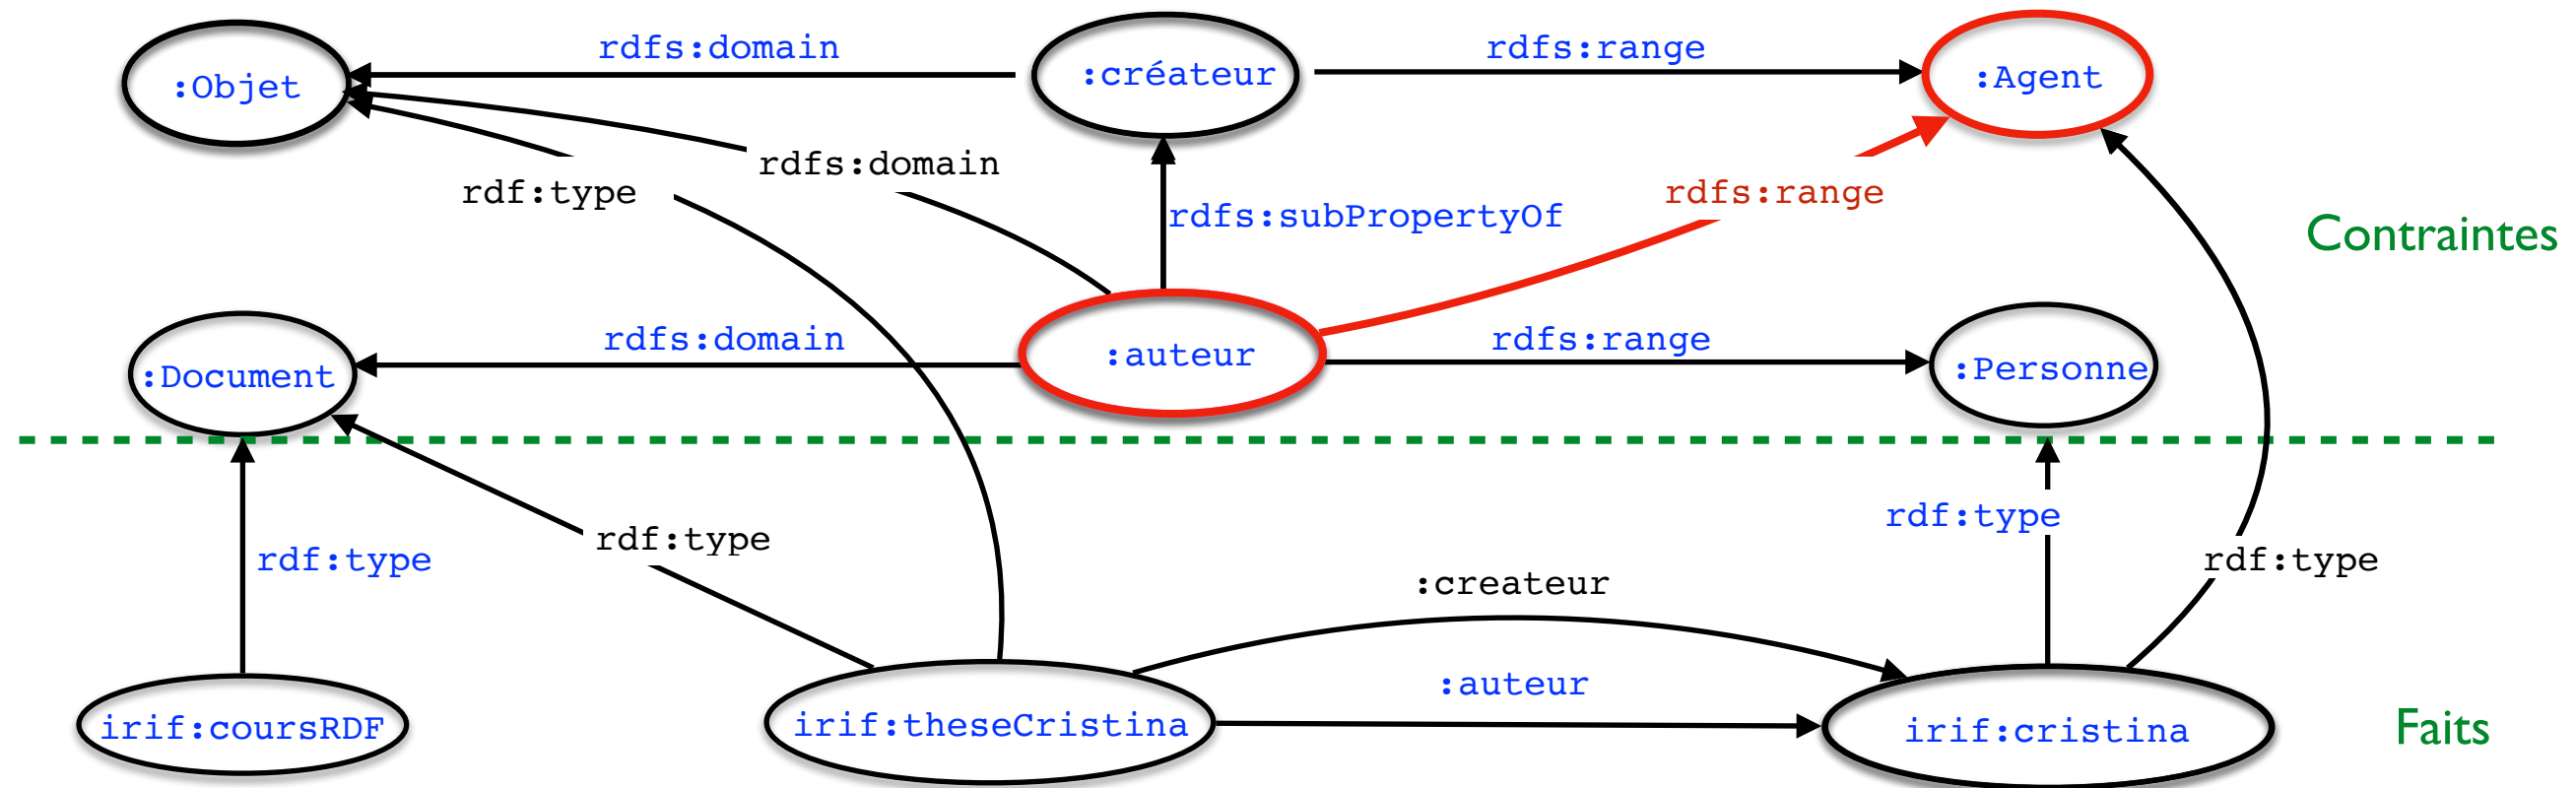 rdfs:domain
rdfs:range
:Objet
:créateur
:Agent
rdfs:domain
rdf:type
rdfs:range
rdfs:subPropertyOf
Contraintes
rdfs:domain
rdfs:range
:Document
:auteur
:Personne
rdf:type
rdf:type
rdf:type
rdf:type
:createur
:auteur
irif:coursRDF
irif:theseCristina
irif:cristina
Faits